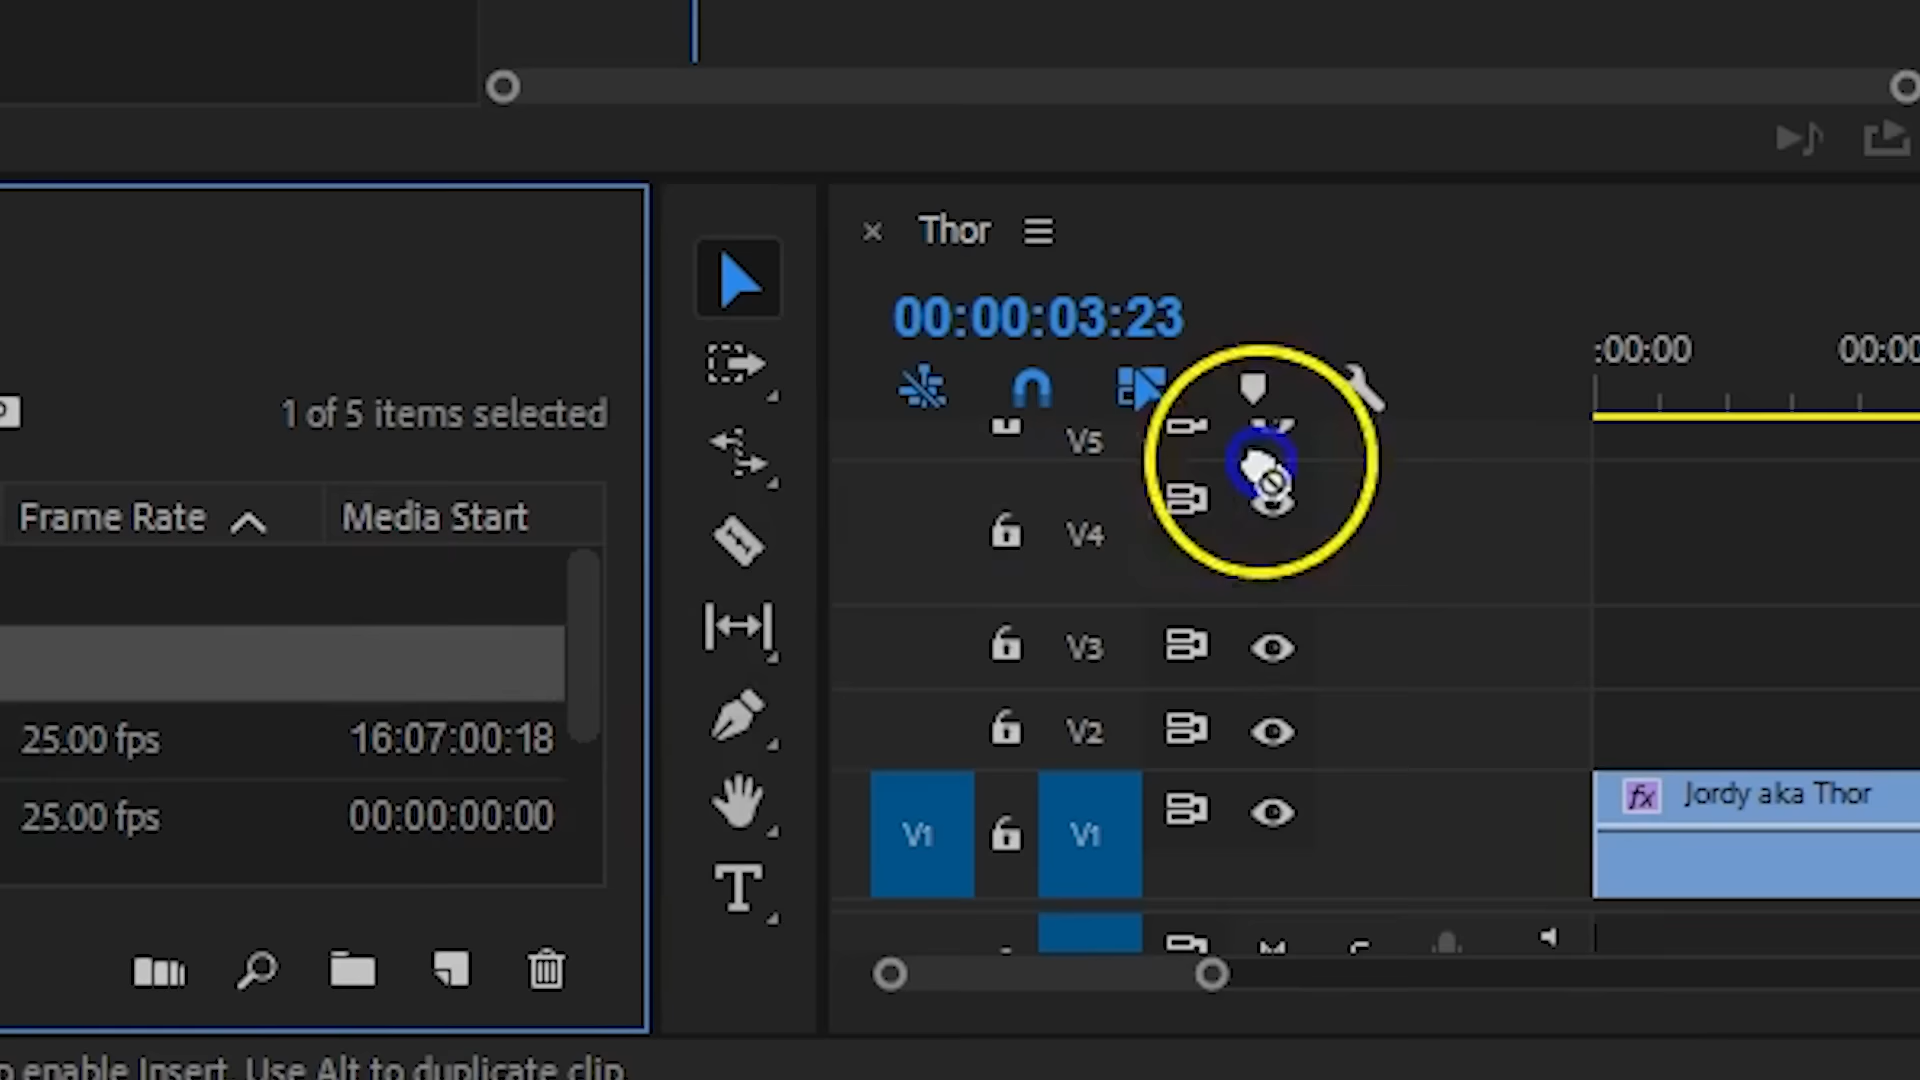 Thor
00:00:03:23
:00:00
00:00
1 of 5 items selected
V5
Frame Rate
Media Start
V4
V3
V2
25.00 fps
16:07:00:18
fx
Jordy aka Thor
25.00 fps
00:00:00:00
V1
V1
T
enable Insert. Use Alt to duplicate clip.